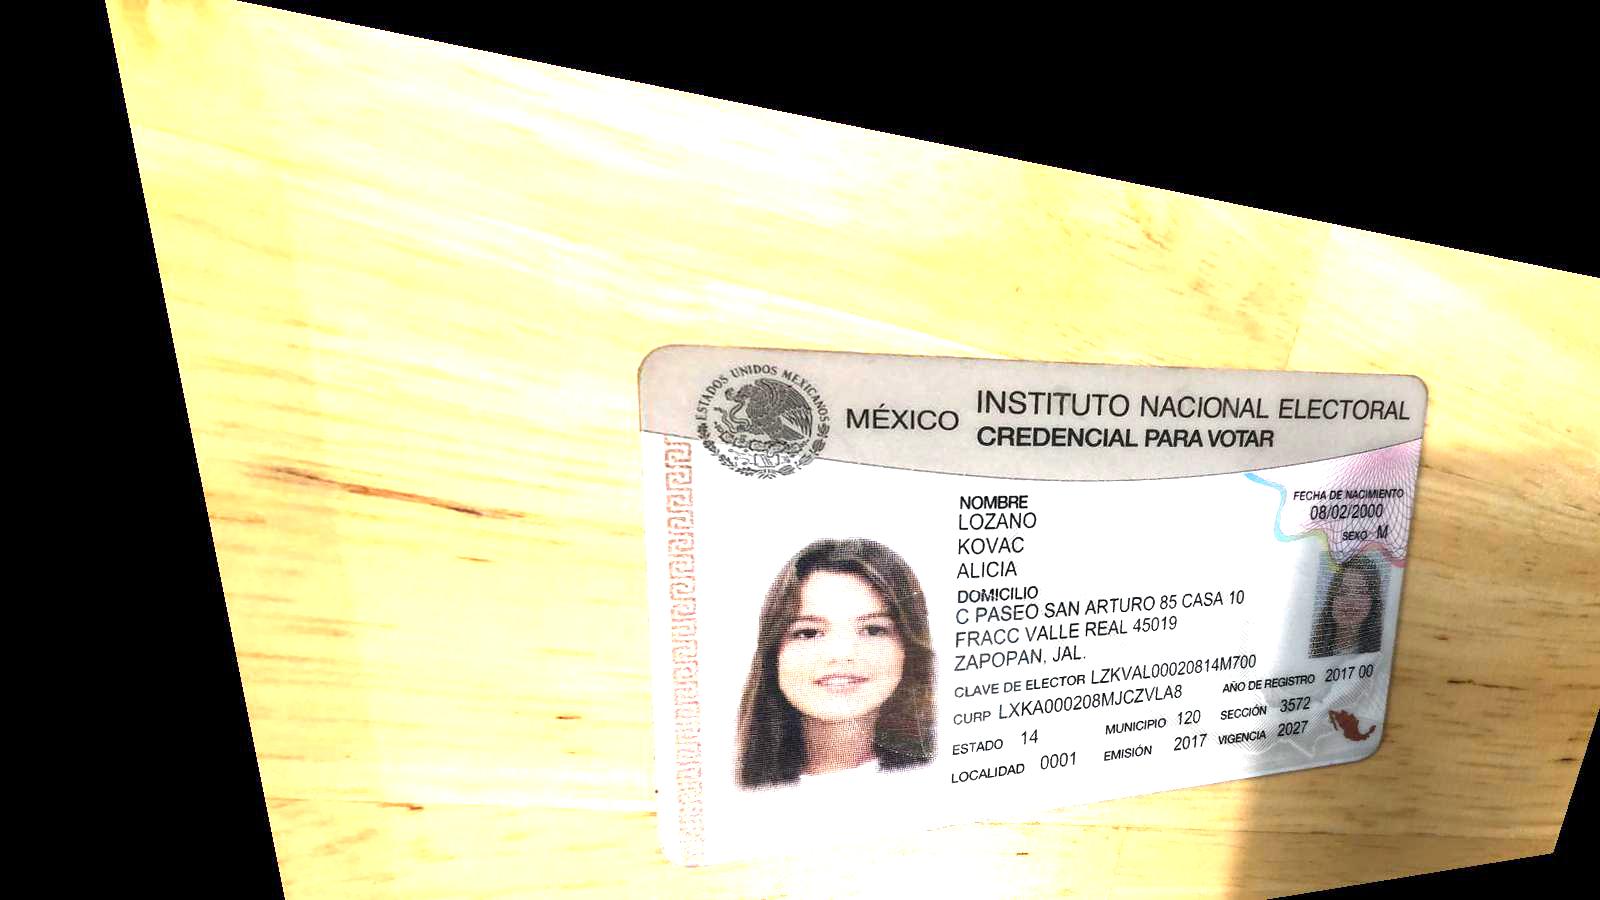 ESTADOS UNIDOS MEXICANOS
MÉXICO
INSTITUTO NACIONAL ELECTORAL
CREDENCIAL PARA VOTAR
FECHA DE NACIMIENTO
08/02/2000
SEXO M
NOMBRE
LOZANO
KOVAC
ALICIA
DOMICILIO
C PASEO SAN ARTURO 85 CASA 10
FRACC VALLE REAL 45019
ZAPOPAN, JAL.
CLAVE DE ELECTOR LZKVAL00020814M700
CURP LXKA000208MJCZVLA8 AÑO DE REGISTRO 2017 00
ESTADO 14 MUNICIPIO 120 SECCIÓN 3572
LOCALIDAD 0001 EMISIÓN 2017 VIGENCIA 2027